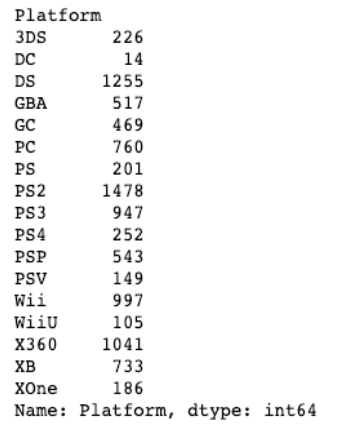 Platform
3DS 226
DC 14
DS 1255
GBA 517
GC 469
PC 760
PS 201
PS2 1478
PS3 947
PS4 252
PSP 543
PSV 149
Wii 997
WiiU 105
X360 1041
XB 733
XOne 186
Name: Platform, dtype: int64